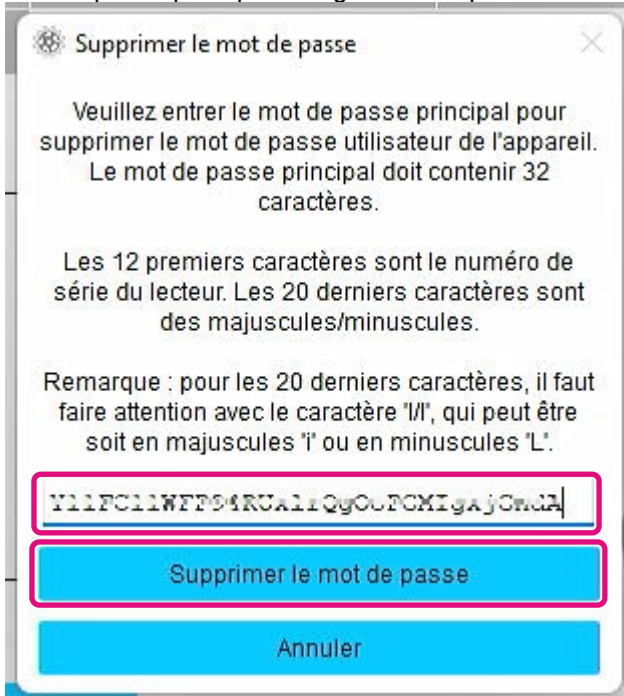 Supprimer le mot de passe
Veuillez entrer le mot de passe principal pour
supprimer le mot de passe utilisateur de l'appareil.
Le mot de passe principal doit contenir 32
caractères.
Les 12 premiers caractères sont le numéro de
série du lecteur. Les 20 derniers caractères sont
des majuscules/minuscules.
Remarque : pour les 20 derniers caractères, il faut
faire attention avec le caractère 'l/I', qui peut être
soit en majuscules 'i' ou en minuscules 'L'.
Supprimer le mot de passe
Annuler